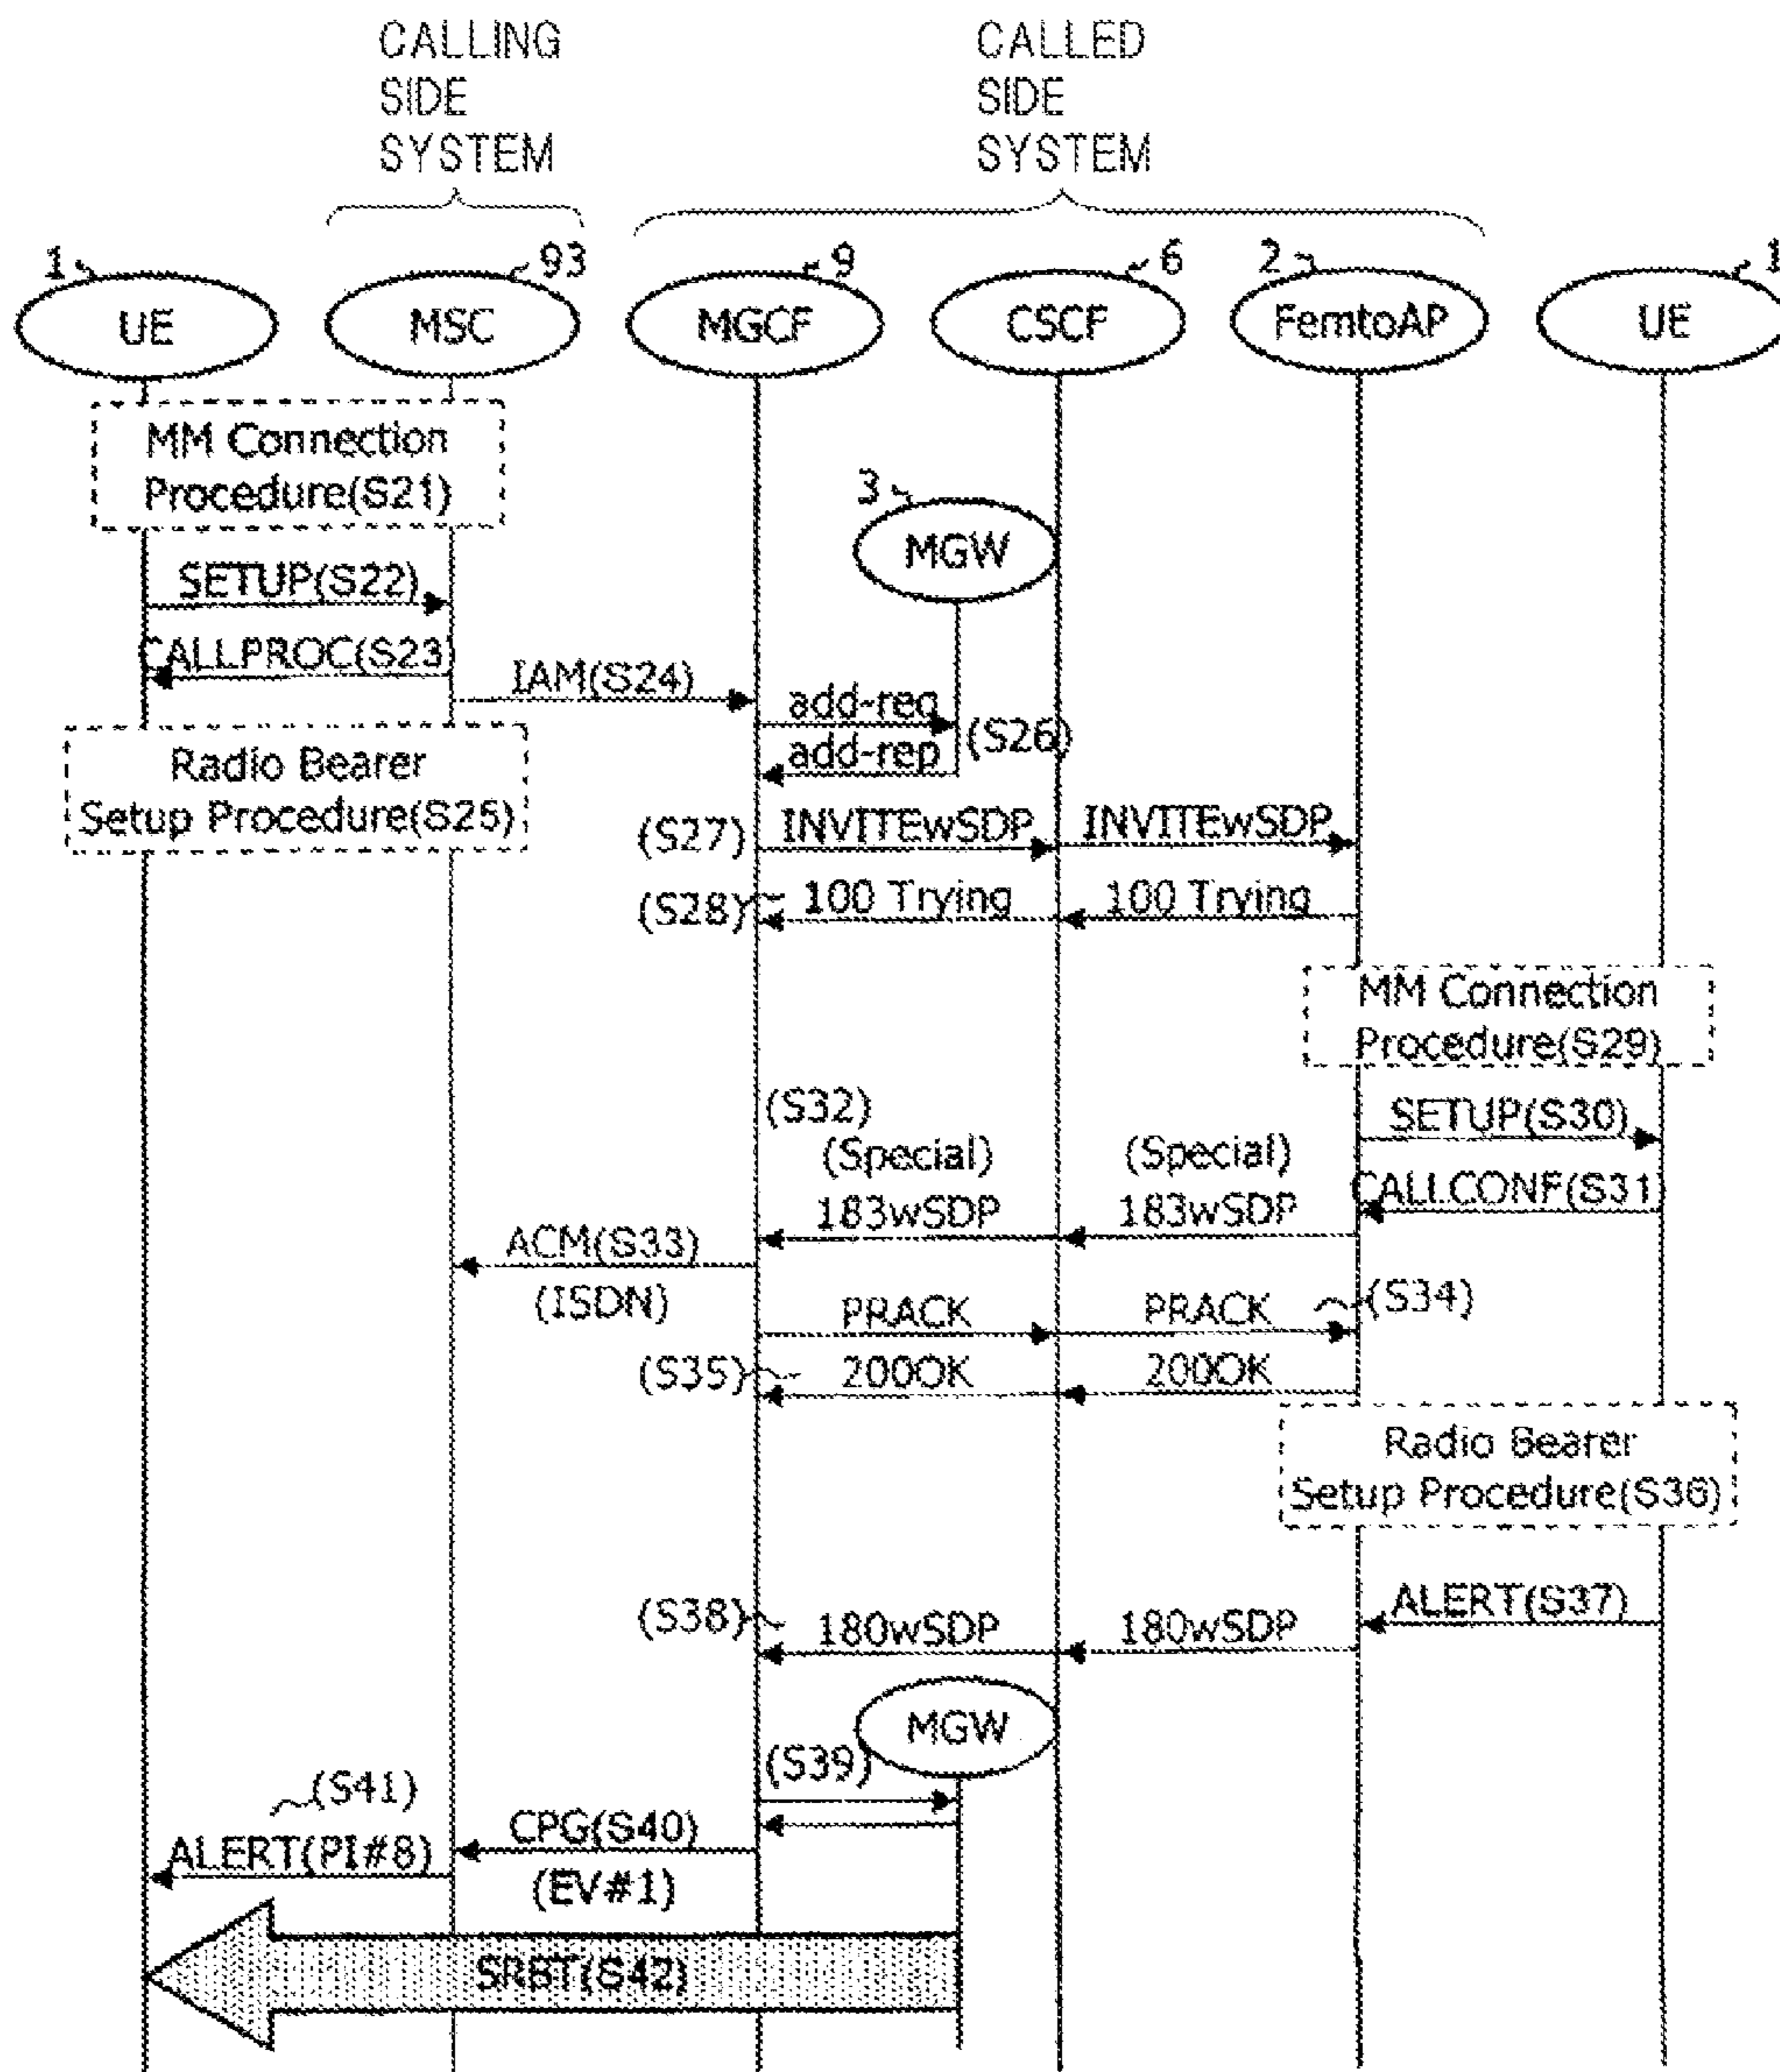 CALLING
SIDE
SYSTEM
CALLED
SIDE
SYSTEM
1
93
9
6
2
1
UE
MSC
MGCF
CSCF
FemtoAP
UE
MM Connection
Procedure(S21)
3
MGW
SETUP(S22)
CALLPROC(S23)
IAM(S24)
add-req
add-rep
(S26)
Radio Bearer
Setup Procedure(S25)
(S27)
INVITEwSDP
INVITEwSDP
(S28)
100 Trying
100 Trying
MM Connection
Procedure(S29)
(S32)
SETUP(S30)
(Special)
(Special)
CALLCONF(S31)
183wSDP
183wSDP
ACM(S33)
(ISDN)
PRACK
PRACK
(S34)
(S35)
200OK
200OK
Radio Bearer
Setup Procedure(S36)
ALERT(S37)
(S38)
180wSDP
180wSDP
MGW
(S39)
(S41)
CPG(S40)
ALERT(PI#8)
(EV#1)
SRBT(S42)